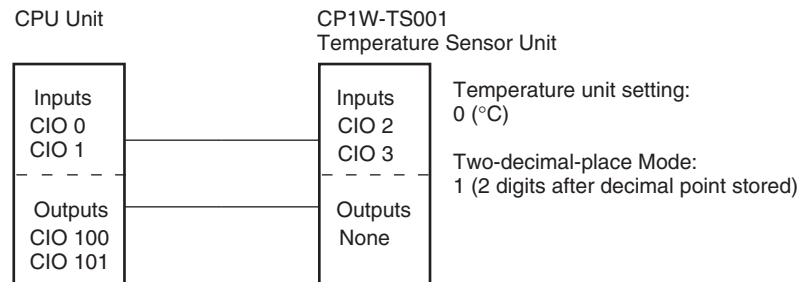 CPU Unit
CP1W-TS001
Temperature Sensor Unit
Inputs
CIO 0
CIO 1
Outputs
CIO 100
CIO 101
Inputs
CIO 2
CIO 3
Outputs
None
Temperature unit setting:
0 (°C)
Two-decimal-place Mode:
1 (2 digits after decimal point stored)